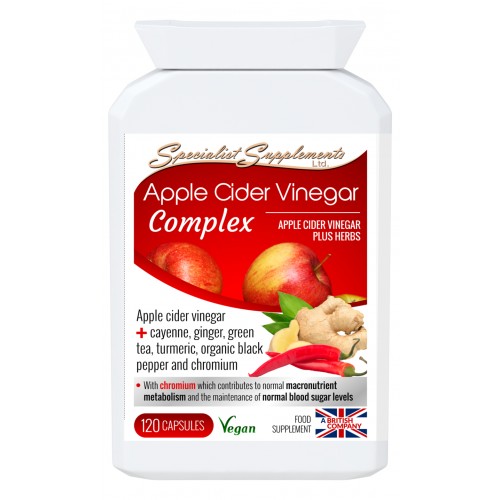 Specialist Supplements
Ltd.
Apple Cider Vinegar
Complex
APPLE CIDER VINEGAR
PLUS HERBS
Apple cider vinegar
+ cayenne, ginger, green
tea, turmeric, organic black
pepper and chromium
• With chromium which contributes to normal macronutrient
metabolism and the maintenance of normal blood sugar levels
120 CAPSULES
Vegan
FOOD
SUPPLEMENT
A BRITISH
COMPANY